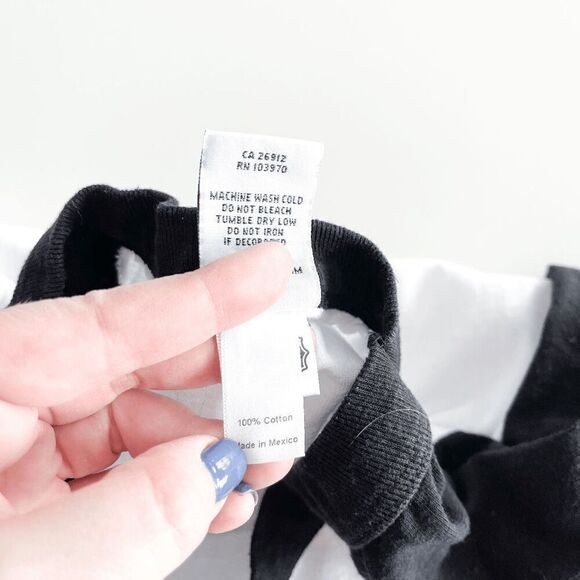 CA 26912
RN 103970
MACHINE WASH COLD
DO NOT BLEACH
TUMBLE DRY LOW
DO NOT IRON
IF DECORATED
100% Cotton
Made in Mexico